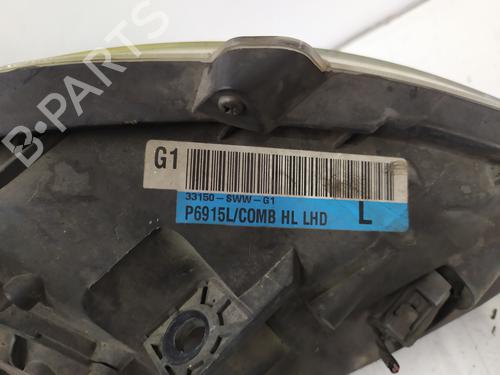 B-PARTS
G1
33150-SWW-G1
P6915L/COMB HL LHD L